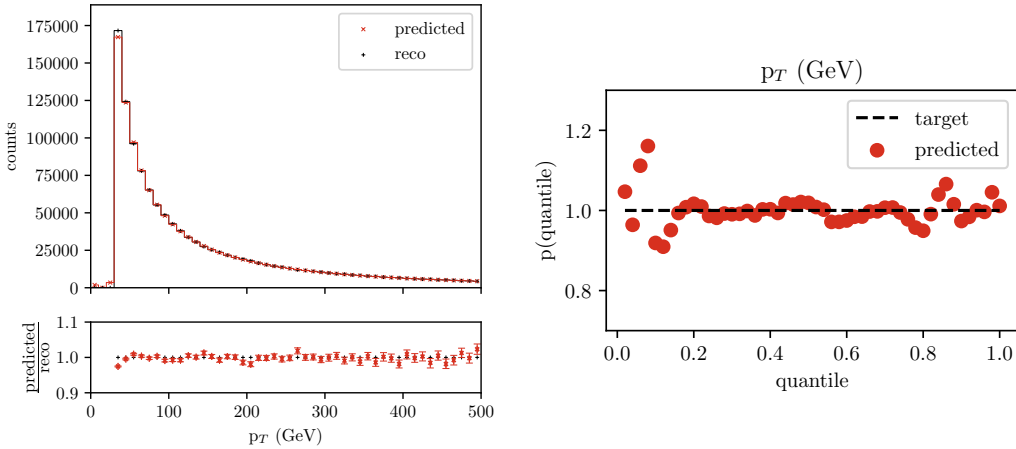 175000
150000
125000
100000
75000
50000
25000
0
counts
predicted
reco
1.1
1.0
0.9
predicted
reco
0 100 200 300 400 500
p_T (GeV)
p_T (GeV)
1.2
1.0
0.8
p(quantile)
target
predicted
0.0 0.2 0.4 0.6 0.8 1.0
quantile